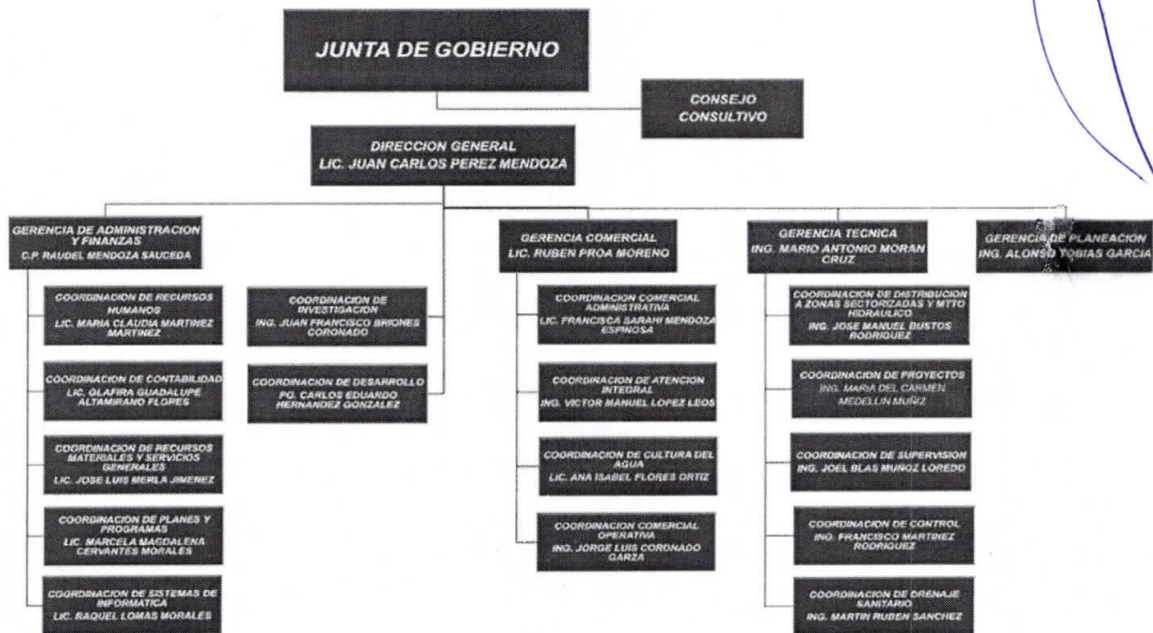 JUNTA DE GOBIERNO
CONSEJO
CONSULTIVO
DIRECCION GENERAL
LIC. JUAN CARLOS PEREZ MENDOZA
GERENCIA DE ADMINISTRACION
Y FINANZAS
C.P. RAUDEL MENDOZA SAUCEDA
COORDINACION DE RECURSOS
HUMANOS
LIC. MARIA CLAUDIA MARTINEZ
MARTINEZ
COORDINACION DE CONTABILIDAD
LIC. OLAFIRA GUADALUPE
ALTAMIRANO FLORES
COORDINACION DE RECURSOS
MATERIALES Y SERVICIOS
GENERALES
LIC. JOSE LUIS MERLA JIMENEZ
COORDINACION DE PLANES Y
PROGRAMAS
LIC. MARCELA MAGDALENA
CERVANTES MORALES
COORDINACION DE SISTEMAS DE
INFORMATICA
LIC. RAQUEL LOMAS MORALES
COORDINACION DE
INVESTIGACION
ING. JUAN FRANCISCO BRIONES
CORONADO
COORDINACION DE DESARROLLO
PG. CARLOS EDUARDO
HERNANDEZ GONZALEZ
GERENCIA COMERCIAL
LIC. RUBEN PROA MORENO
COORDINACION COMERCIAL
ADMINISTRATIVA
LIC. FRANCISCA SARAHI MENDOZA
ESPINOSA
COORDINACION DE ATENCION
INTEGRAL
ING. VICTOR MANUEL LOPEZ LEOS
COORDINACION DE CULTURA DEL
AGUA
LIC. ANA ISABEL FLORES ORTIZ
COORDINACION COMERCIAL
OPERATIVA
ING. JORGE LUIS CORONADO
GARZA
GERENCIA TECNICA
ING. MARIO ANTONIO MORAN
CRUZ
COORDINACION DE DISTRIBUCION
A ZONAS SECTORIZADAS Y MTTO
HIDRAULICO
ING. JOSE MANUEL BUSTOS
RODRIGUEZ
COORDINACION DE PROYECTOS
ING. MARIA DEL CARMEN
MEDELLIN MUÑIZ
COORDINACION DE SUPERVISION
ING. JOEL BLAS MUÑOZ LOREDO
COORDINACION DE CONTROL
ING. FRANCISCO MARTINEZ
RODRIGUEZ
COORDINACION DE DRENAJE
SANITARIO
ING. MARTIN RUBEN SANCHEZ
GERENCIA DE PLANEACION
ING. ALONSO TOBIAS GARCIA